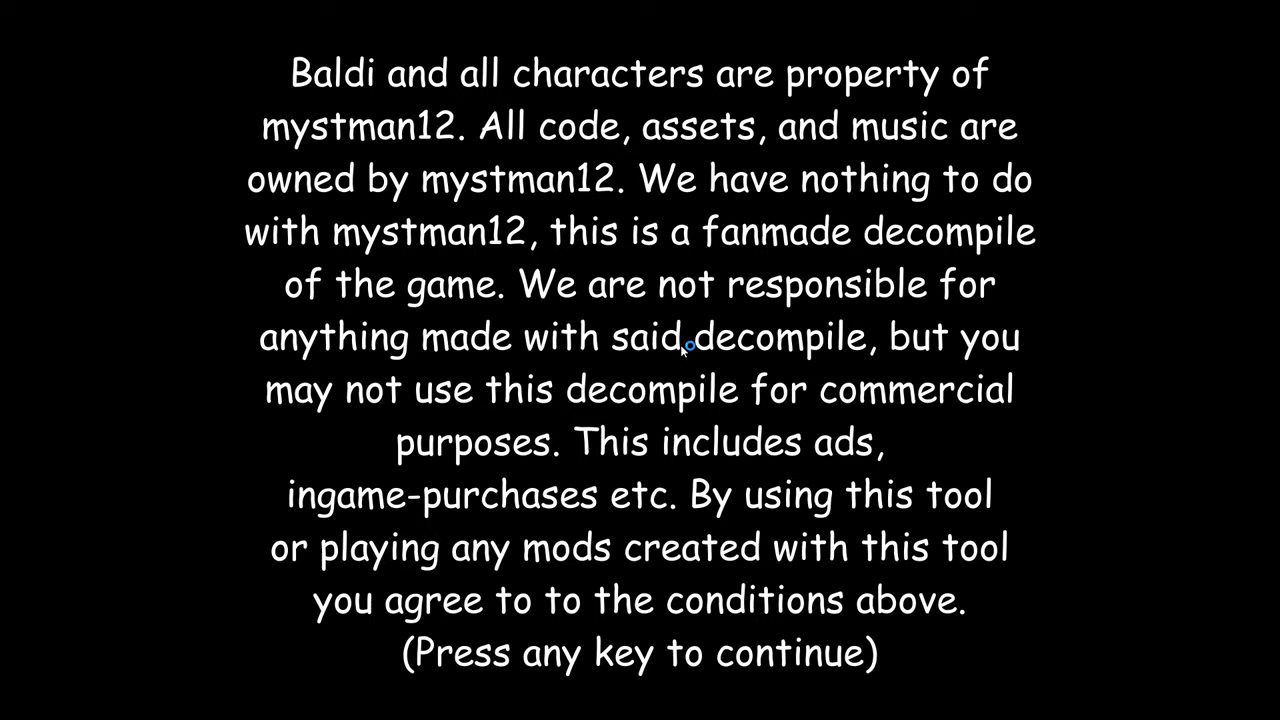 Baldi and all characters are property of
mystman12. All code, assets, and music are
owned by mystman12. We have nothing to do
with mystman12, this is a fanmade decompile
of the game. We are not responsible for
anything made with said decompile, but you
may not use this decompile for commercial
purposes. This includes ads,
ingame-purchases etc. By using this tool
or playing any mods created with this tool
you agree to to the conditions above.
(Press any key to continue)